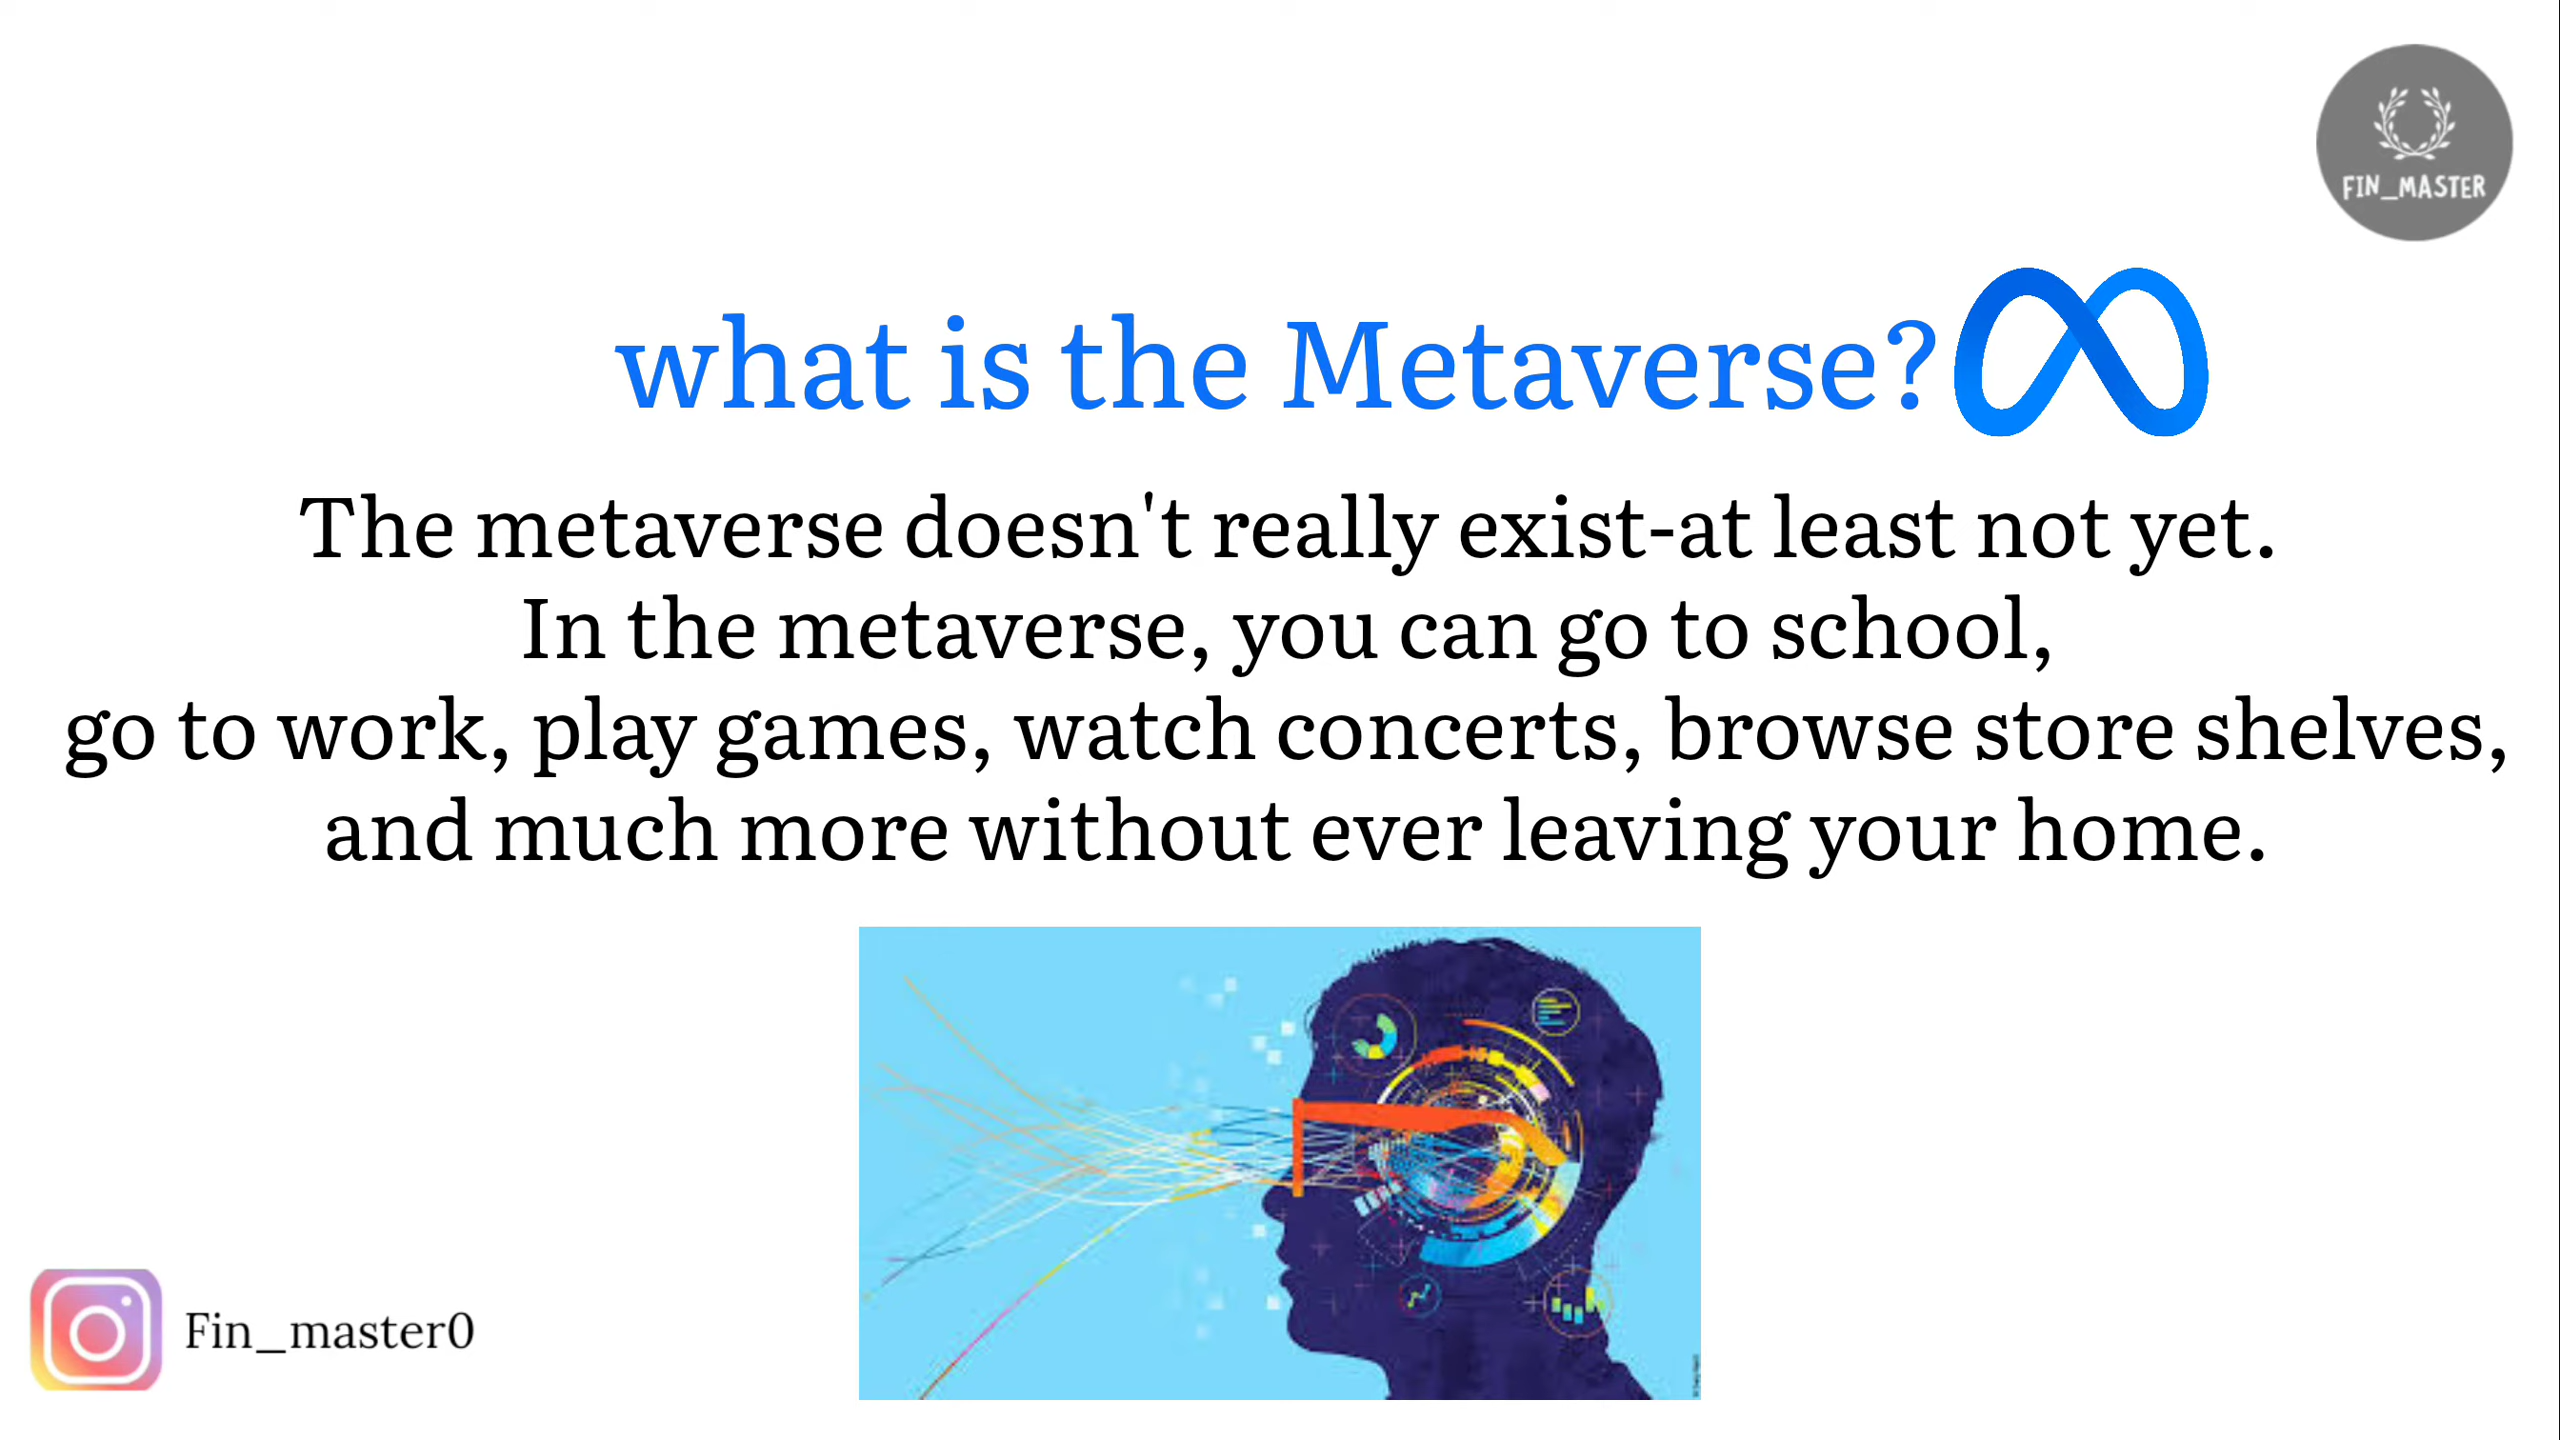 FIN_MASTER
what is the Metaverse?
The metaverse doesn't really exist-at least not yet.
In the metaverse, you can go to school,
go to work, play games, watch concerts, browse store shelves,
and much more without ever leaving your home.
Fin_master0